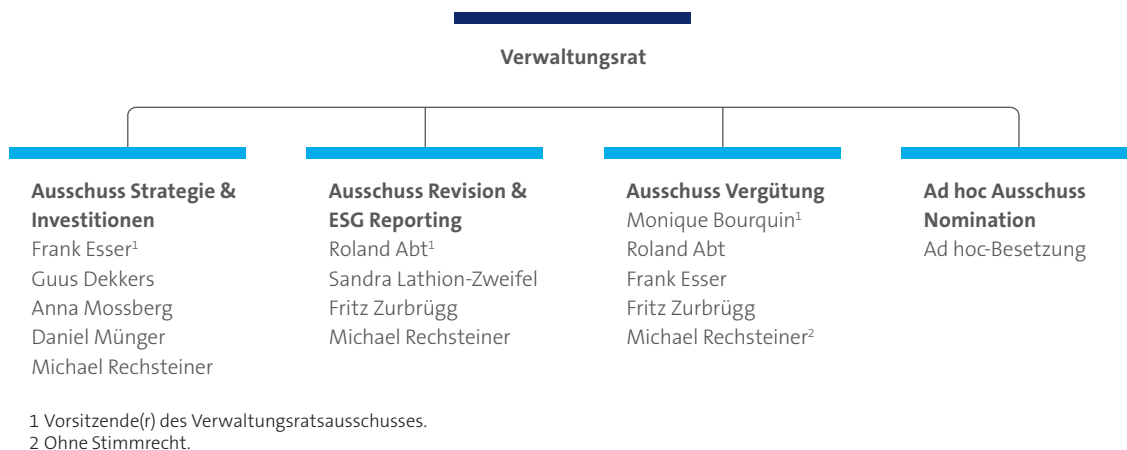 Verwaltungsrat
Ausschuss Strategie &
Investitionen
Frank Esser¹
Guus Dekkers
Anna Mossberg
Daniel Münger
Michael Rechsteiner
Ausschuss Revision &
ESG Reporting
Roland Abt¹
Sandra Lathion-Zweifel
Fritz Zurbrügg
Michael Rechsteiner
Ausschuss Vergütung
Monique Bourquin¹
Roland Abt
Frank Esser
Fritz Zurbrügg
Michael Rechsteiner²
Ad hoc Ausschuss
Nomination
Ad hoc-Besetzung
1 Vorsitzende(r) des Verwaltungsratsausschusses.
2 Ohne Stimmrecht.